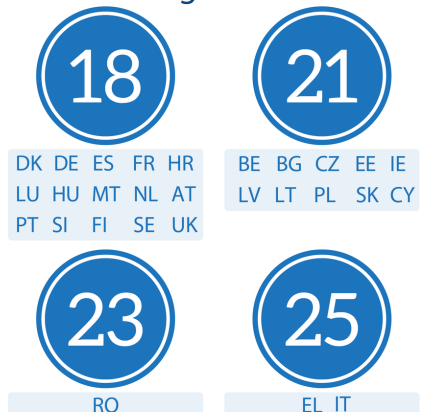 18
DK DE ES FR HR
LU HU MT NL AT
PT SI FI SE UK
21
BE BG CZ EE IE
LV LT PL SK CY
23
RO
25
EL IT